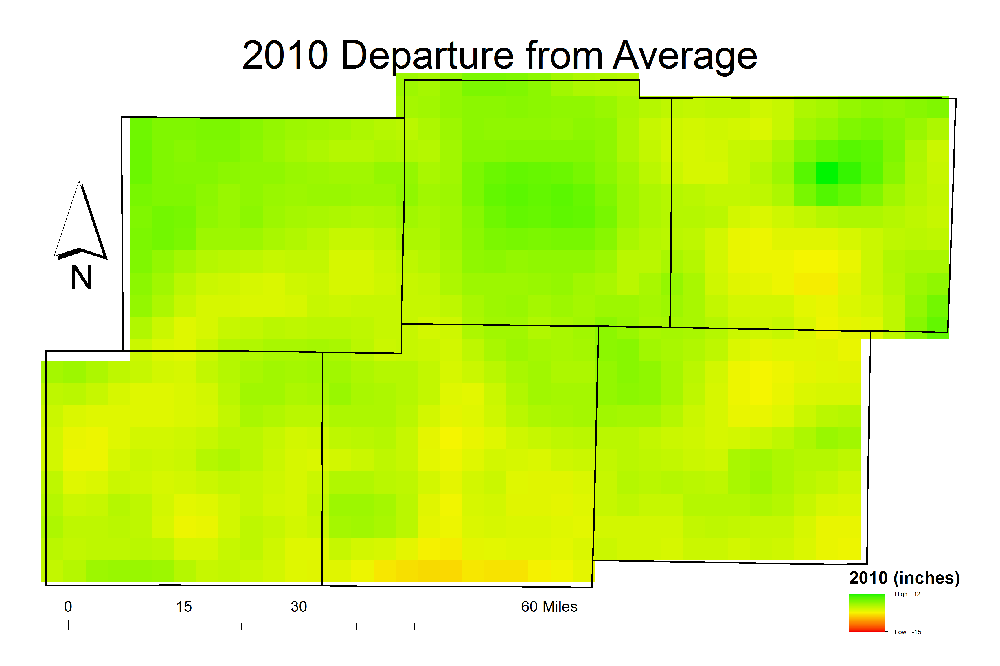 2010 Departure from Average
N
2010 (inches)
High : 12
Low : -15
0 15 30 60 Miles